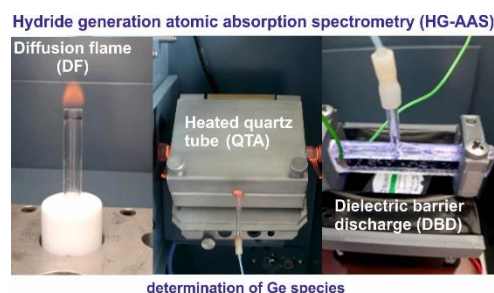 Hydride generation atomic absorption spectrometry (HG-AAS)
Diffusion flame
(DF)
Heated quartz
tube (QTA)
Dielectric barrier
discharge (DBD)
determination of Ge species